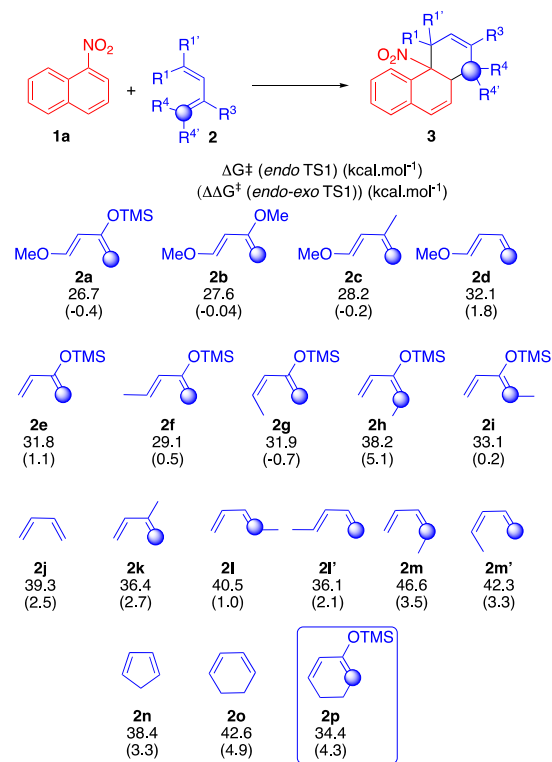 NO₂
1a
+
R¹'
R¹
R⁴
R³
R⁴'
2
R¹'
R¹
R³
O₂N
R⁴
R⁴'
3
ΔG‡ (endo TS1) (kcal.mol⁻¹)
(ΔΔG‡ (endo-exo TS1)) (kcal.mol⁻¹)
OTMS
MeO
2a
26.7
(-0.4)
OMe
MeO
2b
27.6
(-0.04)
MeO
2c
28.2
(-0.2)
MeO
2d
32.1
(1.8)
OTMS
2e
31.8
(1.1)
OTMS
2f
29.1
(0.5)
OTMS
2g
31.9
(-0.7)
OTMS
2h
38.2
(5.1)
OTMS
2i
33.1
(0.2)
2j
39.3
(2.5)
2k
36.4
(2.7)
2l
40.5
(1.0)
2l'
36.1
(2.1)
2m
46.6
(3.5)
2m'
42.3
(3.3)
2n
38.4
(3.3)
2o
42.6
(4.9)
OTMS
2p
34.4
(4.3)